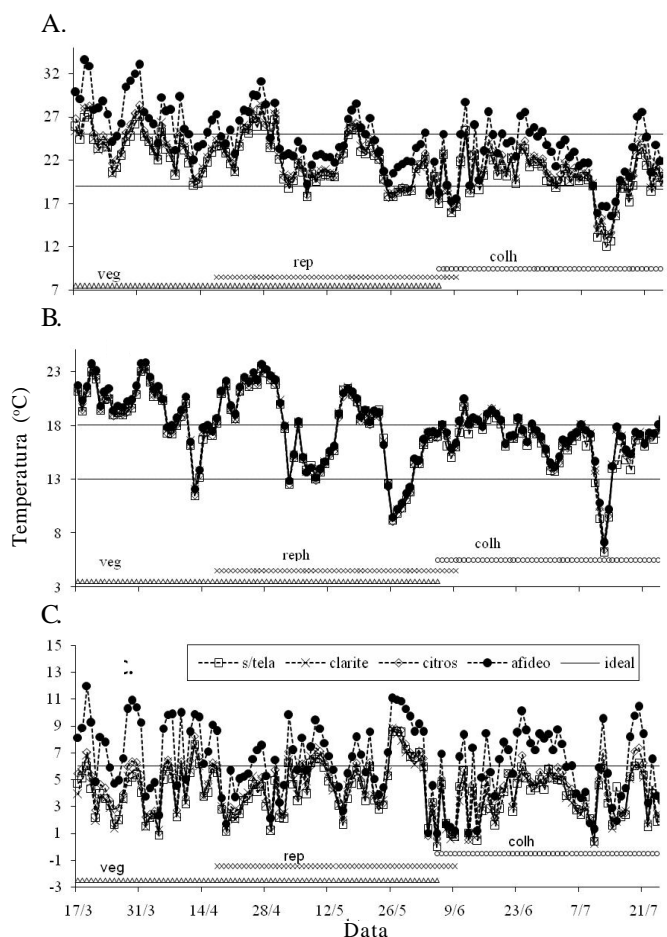 A.
32
27
22
17
12
7
veg
rep
colh
B.
Temperatura (ºC)
23
18
13
8
3
veg
reph
colh
C.
15
13
11
9
7
5
3
1
-1
-3
s/tela clarite citros afideo ideal
veg
rep
colh
17/3 31/3 14/4 28/4 12/5 26/5 9/6 23/6 7/7 21/7
Data